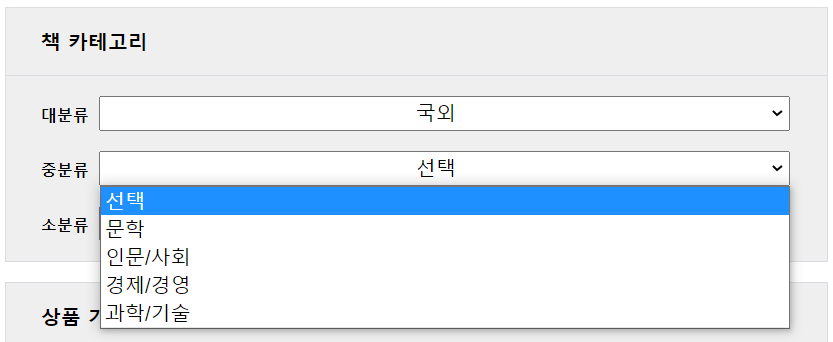 책 카테고리
대분류 국외
중분류 선택
선택
소분류
문학
인문/사회
경제/경영
과학/기술
상품